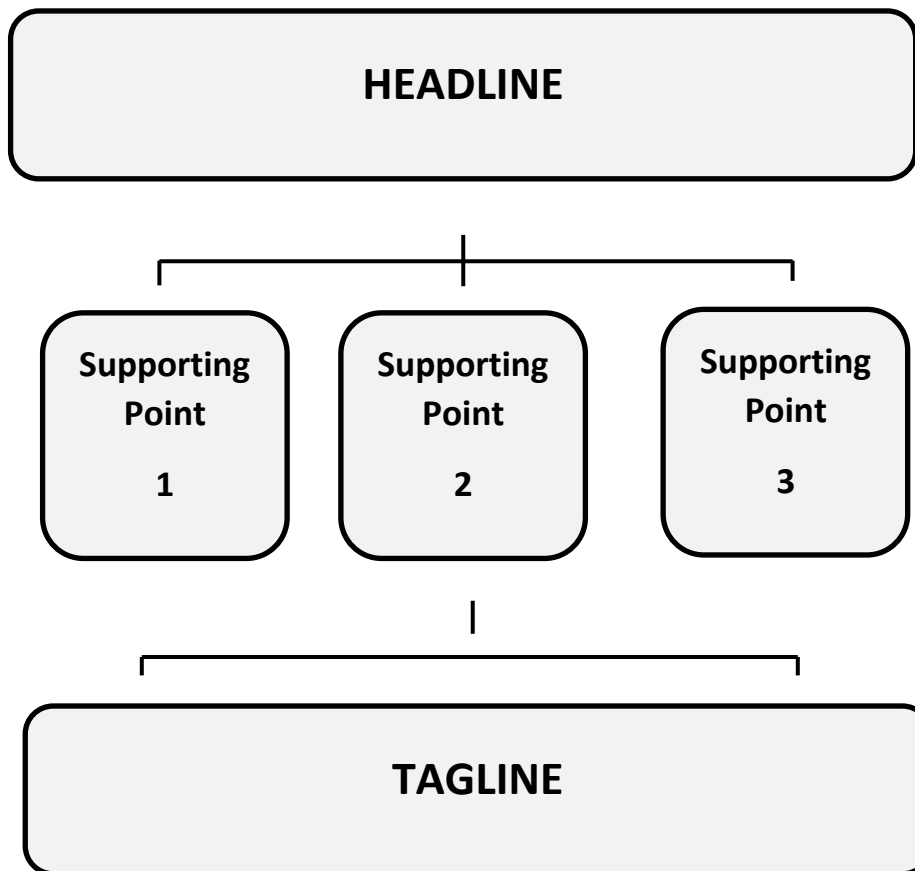 HEADLINE
Supporting
Point
1
Supporting
Point
2
Supporting
Point
3
TAGLINE